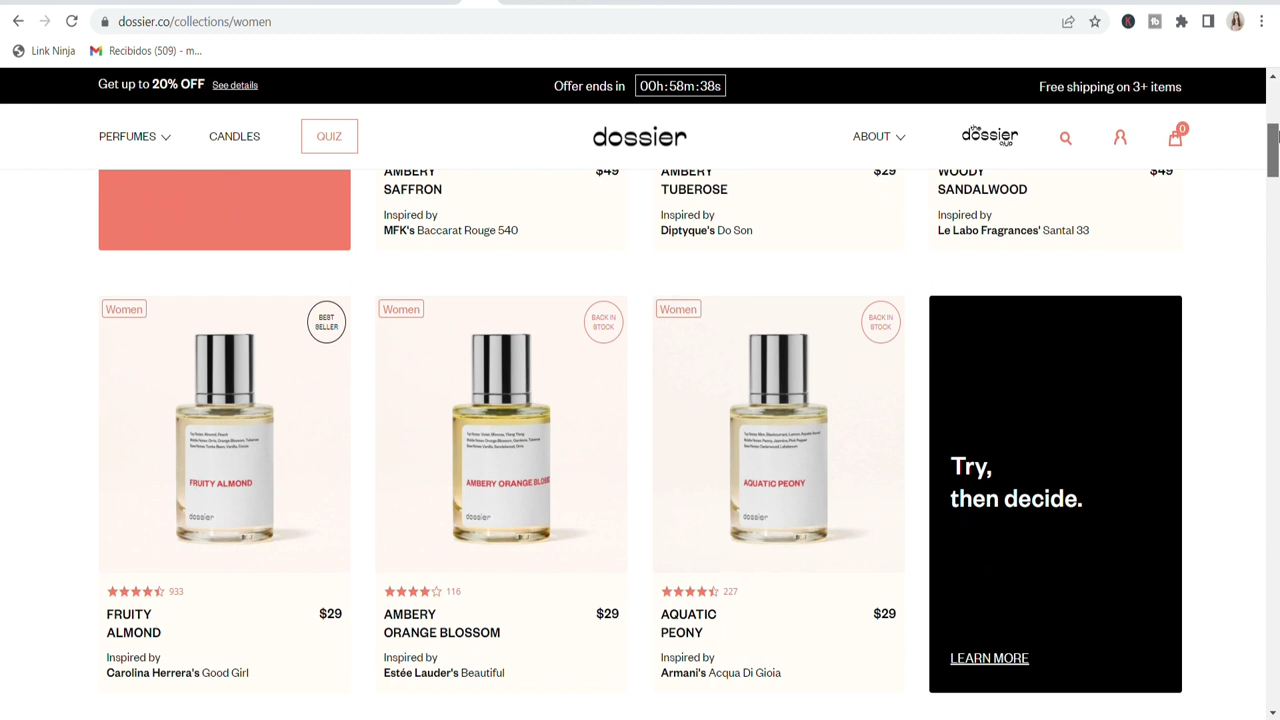 dossier.co/collections/women
Link Ninja
Recibidos (509) - m...
Get up to 20% OFF See details
Offer ends in 00h:58m:38s
Free shipping on 3+ items
PERFUMES
CANDLES
QUIZ
dossier
ABOUT
the dossier club
0
AMBERY $49
SAFFRON
Inspired by
MFK's Baccarat Rouge 540
AMBERY $29
TUBEROSE
Inspired by
Diptyque's Do Son
WOODY $49
SANDALWOOD
Inspired by
Le Labo Fragrances' Santal 33
Women
BEST
SELLER
FRUITY ALMOND
dossier
933
FRUITY $29
ALMOND
Inspired by
Carolina Herrera's Good Girl
Women
BACK IN
STOCK
AMBERY ORANGE BLOSS
dossier
116
AMBERY $29
ORANGE BLOSSOM
Inspired by
Estée Lauder's Beautiful
Women
BACK IN
STOCK
AQUATIC PEONY
dossier
227
AQUATIC $29
PEONY
Inspired by
Armani's Acqua Di Gioia
Try,
then decide.
LEARN MORE